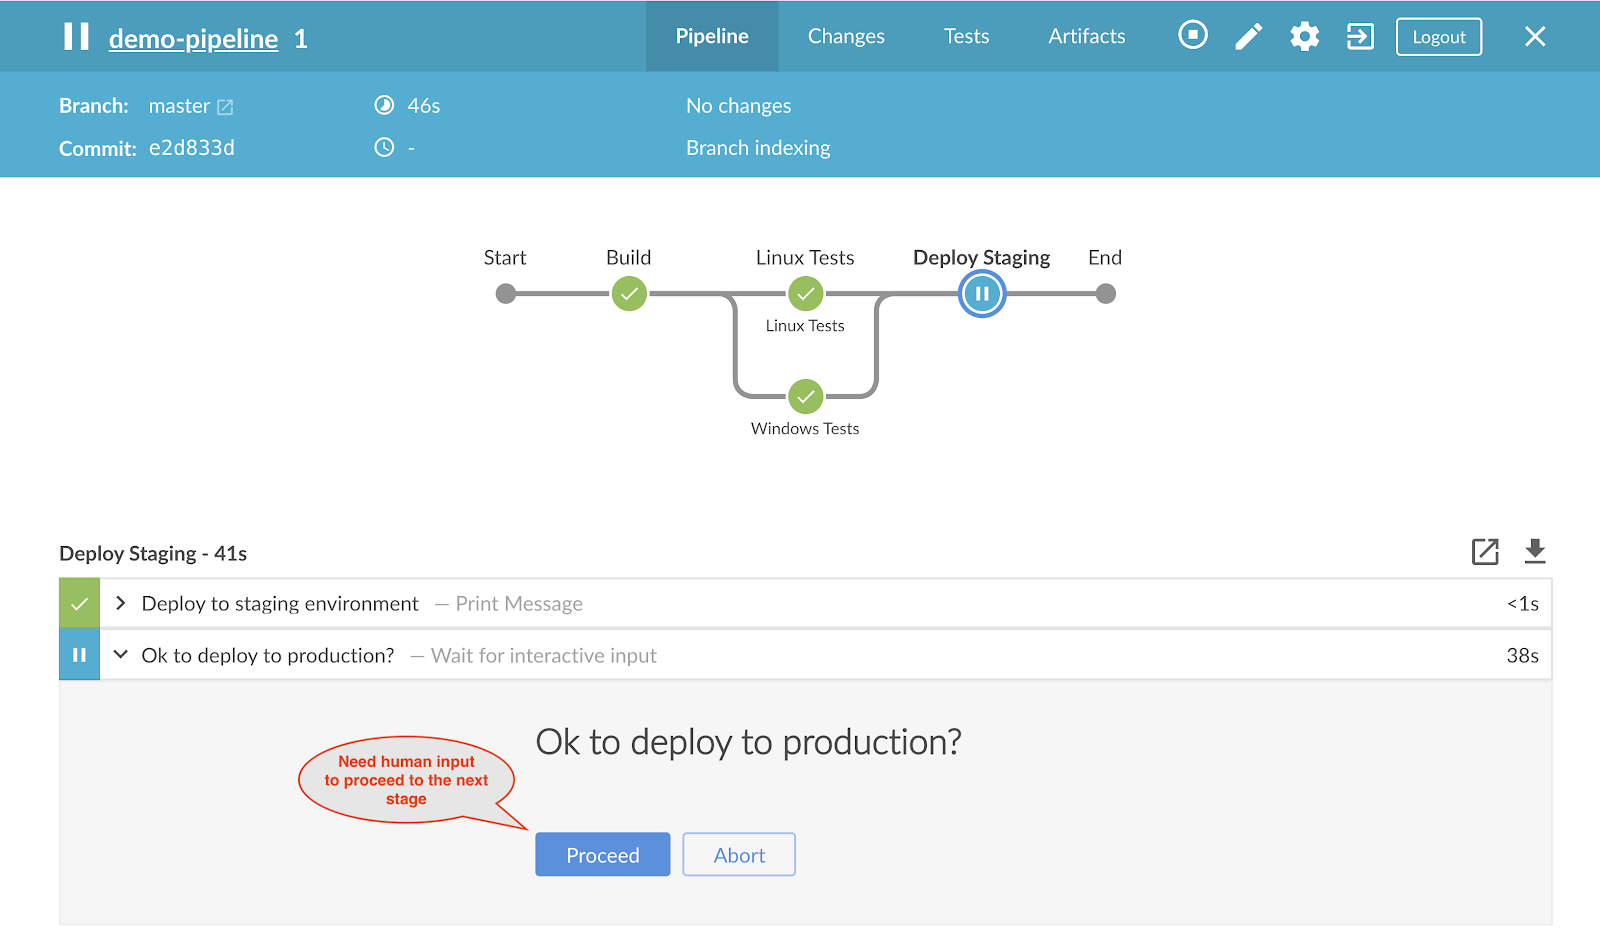 demo-pipeline 1
Pipeline Changes Tests Artifacts Logout
Branch: master 46s No changes
Commit: e2d833d - Branch indexing
Start Build Linux Tests Deploy Staging End
Linux Tests
Windows Tests
Deploy Staging - 41s
Deploy to staging environment — Print Message <1s
Ok to deploy to production? — Wait for interactive input 38s
Ok to deploy to production?
Need human input
to proceed to the next
stage
Proceed Abort